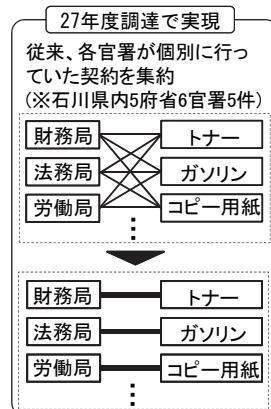 27年度調達で実現
従来、各官署が個別に行っ
ていた契約を集約
(※石川県内5府省6官署5件)
財務局 トナー
法務局 ガソリン
労働局 コピー用紙
⋮
財務局 トナー
法務局 ガソリン
労働局 コピー用紙
⋮